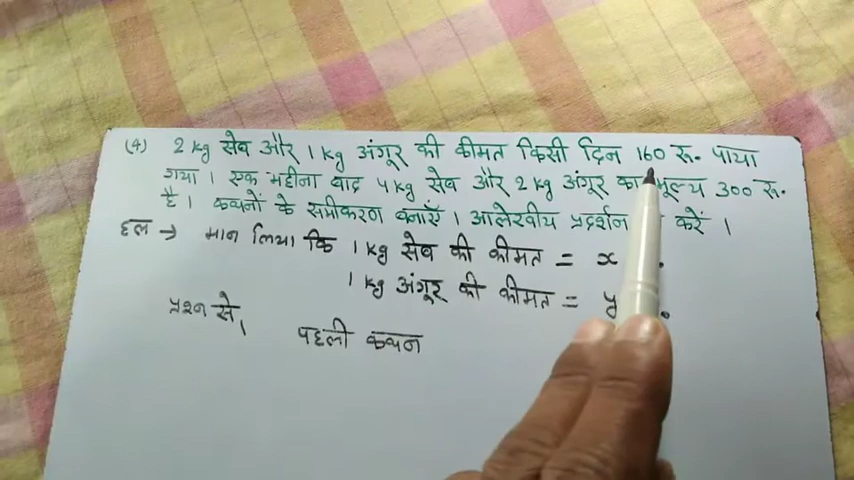 (4) 2 kg सेब और 1 kg अंगूर की कीमत किसी दिन 160 रू. पाया
गया । एक महीना बाद 4 kg सेब और 2 kg अंगूर का मूल्य 300 रू.
है । कथनों के समीकरण बनाएँ । आलेखीय प्रदर्शन करें ।
हल → मान लिया कि 1 kg सेब की कीमत = x
1 kg अंगूर की कीमत = y
प्रश्न से,
पहली कथन